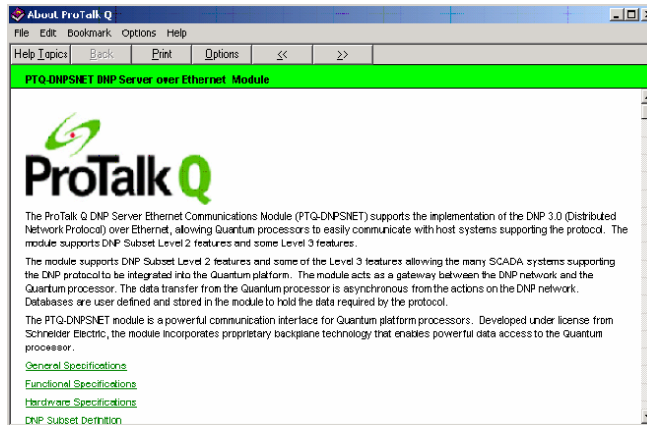 About ProTalk Q
File Edit Bookmark Options Help
Help Topics Back Print Options << >>
PTQ-DNPSNET DNP Server over Ethernet Module
ProTalk Q
The ProTalk Q DNP Server Ethernet Communications Module (PTQ-DNPSNET) supports the implementation of the DNP 3.0 (Distributed
Network Protocol) over Ethernet, allowing Quantum processors to easily communicate with host systems supporting the protocol. The
module supports DNP Subset Level 2 features and some Level 3 features.
The module supports DNP Subset Level 2 features and some of the Level 3 features allowing the many SCADA systems supporting
the DNP protocol to be integrated into the Quantum platform. The module acts as a gateway between the DNP network and the
Quantum processor. The data transfer from the Quantum processor is asynchronous from the actions on the DNP network.
Databases are user defined and stored in the module to hold the data required by the protocol.
The PTQ-DNPSNET module is a powerful communication interface for Quantum platform processors. Developed under license from
Schneider Electric, the module incorporates proprietary backplane technology that enables powerful data access to the Quantum
processor.
General Specifications
Functional Specifications
Hardware Specifications
DNP Subset Definition